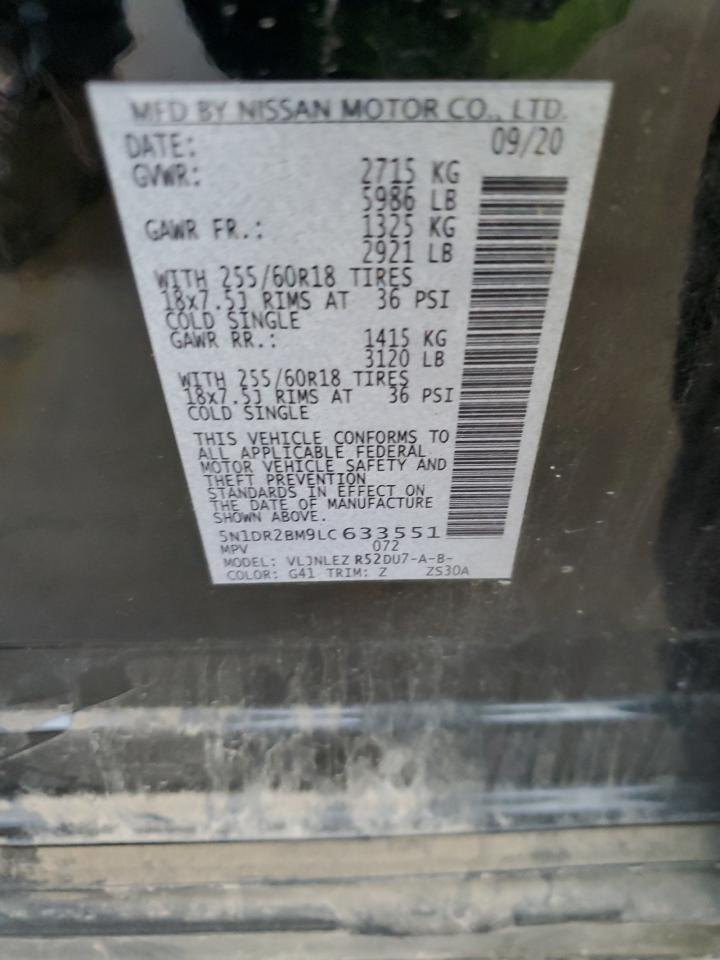 MFD BY NISSAN MOTOR CO., LTD.
DATE: 09/20
GVWR: 2715 KG
5986 LB
GAWR FR.: 1325 KG
2921 LB
WITH 255/60R18 TIRES
18x7.5J RIMS AT 36 PSI
COLD SINGLE
GAWR RR.: 1415 KG
3120 LB
WITH 255/60R18 TIRES
18x7.5J RIMS AT 36 PSI
COLD SINGLE
THIS VEHICLE CONFORMS TO
ALL APPLICABLE FEDERAL
MOTOR VEHICLE SAFETY AND
THEFT PREVENTION
STANDARDS IN EFFECT ON
THE DATE OF MANUFACTURE
SHOWN ABOVE.
5N1DR2BM9LC633551
MPV 072
MODEL: VLJNLEZ R52DU7-A-B-
COLOR: G41 TRIM: Z ZS30A